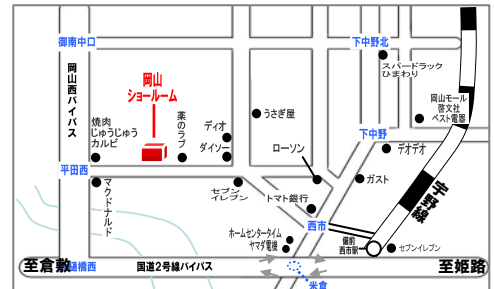 御南中口
下中野北
岡山西バイパス
岡山
ショールーム
スーパードラッグ
ひまわり
岡山モール
啓文社
ベスト電器
焼肉
じゅうじゅう
カルビ
薬のラブ
うさぎ屋
ディオ
ダイソー
下中野
ローソン
デオデオ
平田西
マクドナルド
セブン
イレブン
トマト銀行
ガスト
宇野線
西市
ホームセンタータイム
ヤマダ電機
備前
西市駅
セブンイレブン
至倉敷
橋西
国道2号線バイパス
至姫路
米倉